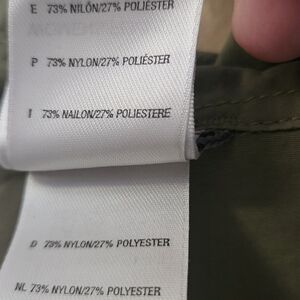 E 73% NILÓN/27% POLIÉSTER
P 73% NYLON/27% POLIÉSTER
I 73% NAILON/27% POLIESTERE
D 73% NYLON/27% POLYESTER
NL 73% NYLON/27% POLYESTER